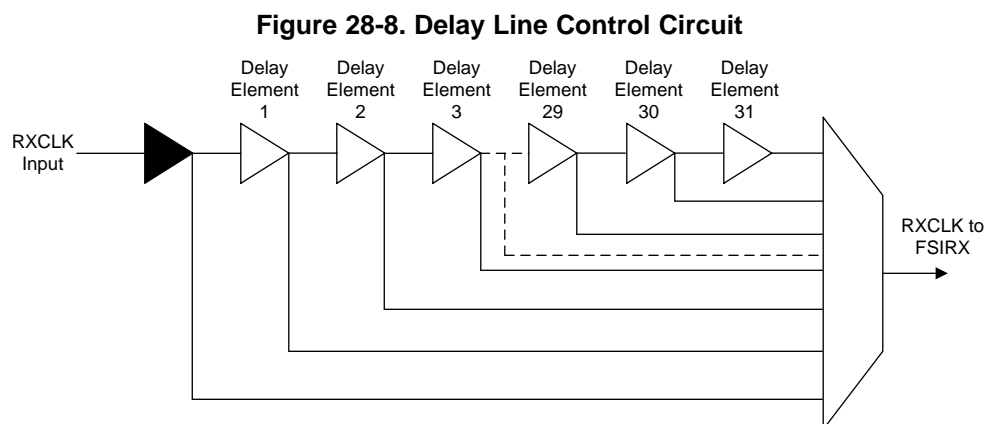 Figure 28-8. Delay Line Control Circuit
Delay
Element
1
Delay
Element
2
Delay
Element
3
Delay
Element
29
Delay
Element
30
Delay
Element
31
RXCLK
Input
RXCLK to
FSIRX